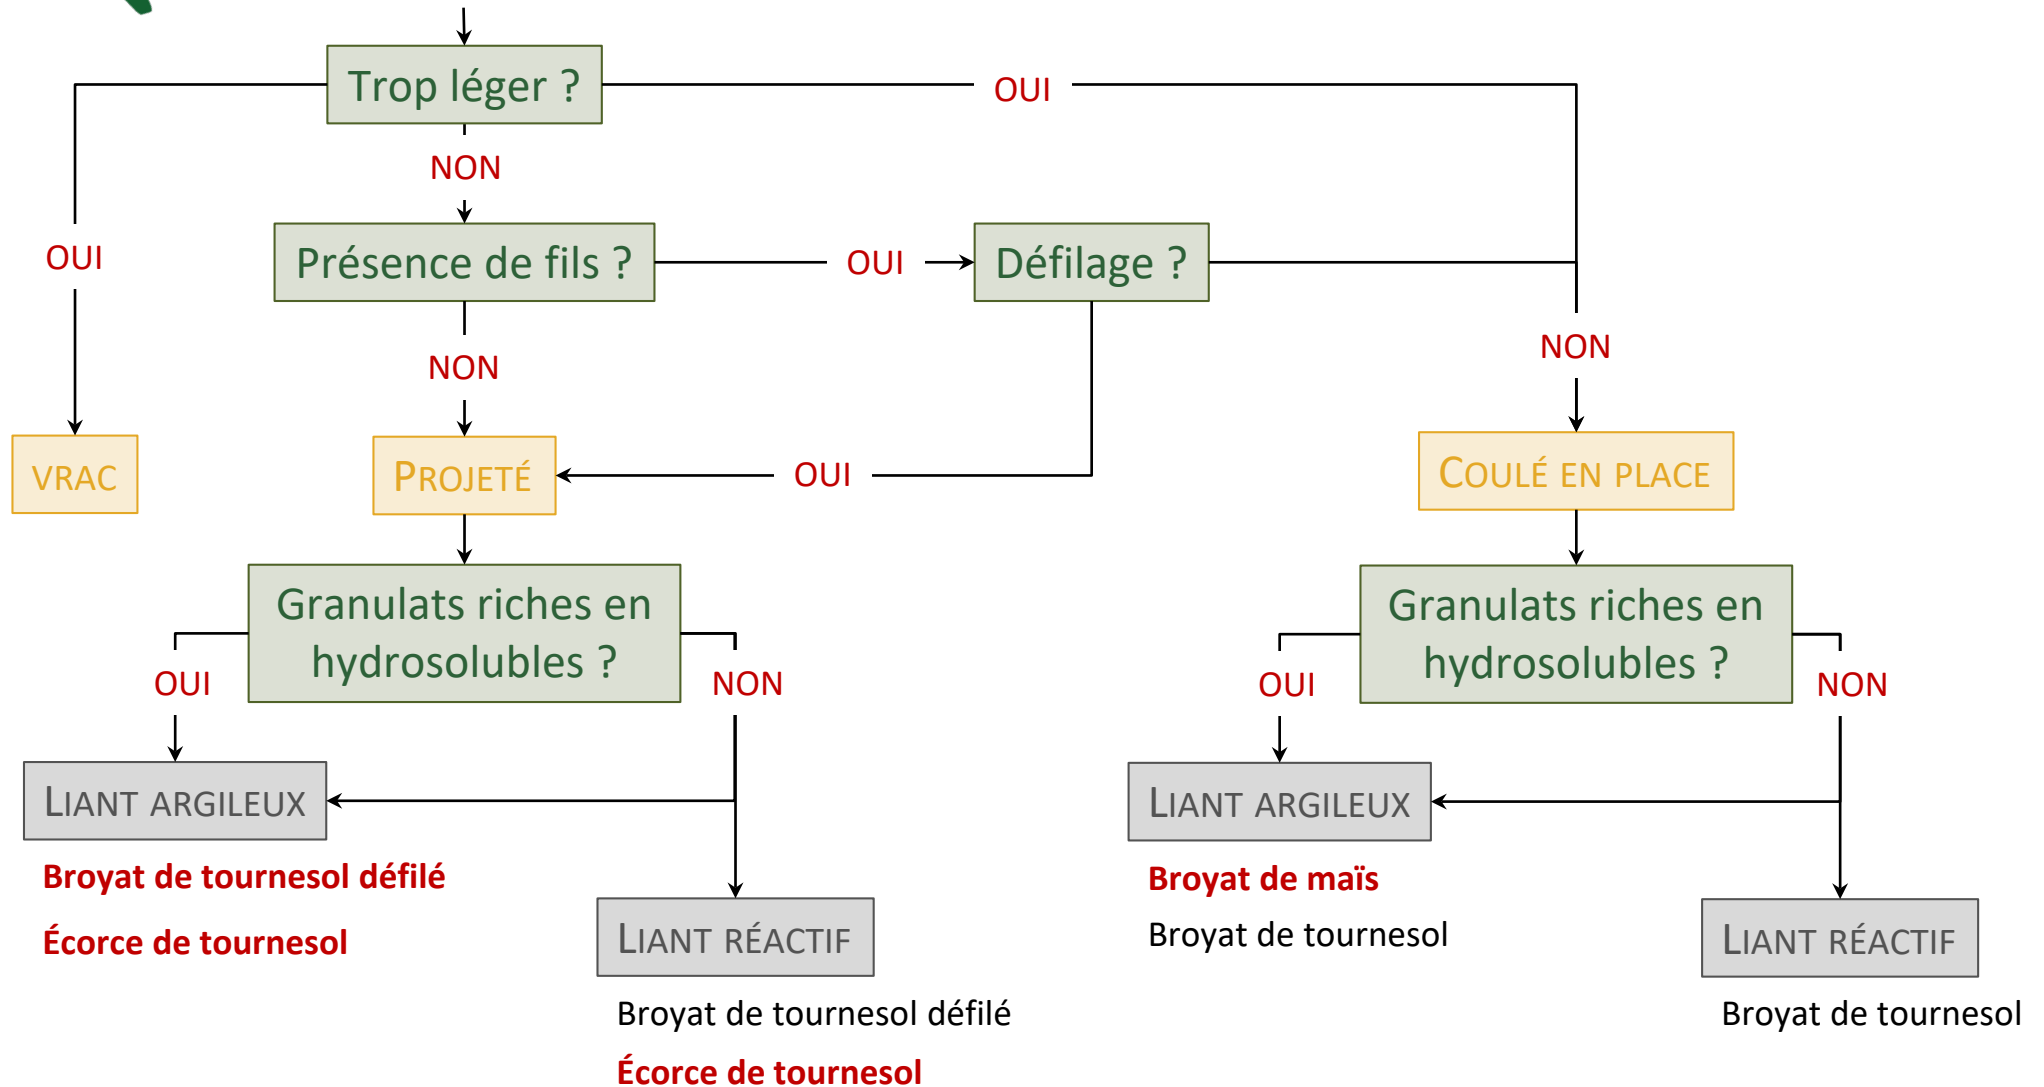 Trop léger ?
OUI
NON
OUI
Présence de fils ?
OUI
Défilage ?
NON
NON
VRAC
PROJETÉ
OUI
COULÉ EN PLACE
Granulats riches en
hydrosolubles ?
OUI
NON
Granulats riches en
hydrosolubles ?
OUI
NON
LIANT ARGILEUX
Broyat de tournesol défilé
Écorce de tournesol
LIANT RÉACTIF
Broyat de tournesol défilé
Écorce de tournesol
LIANT ARGILEUX
Broyat de maïs
Broyat de tournesol
LIANT RÉACTIF
Broyat de tournesol